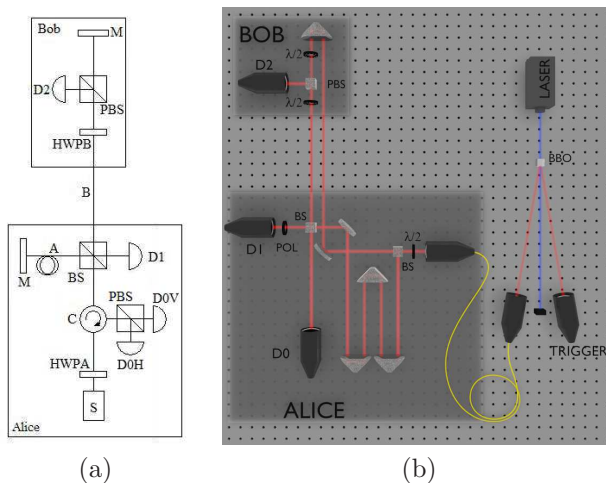 Bob
M
D2
PBS
HWPB
B
A
M
BS
D1
PBS
D0V
C
D0H
HWPA
S
Alice
(a)
BOB
λ/2
D2
PBS
λ/2
LASER
BBO
BS
λ/2
D1
POL
BS
D0
TRIGGER
ALICE
(b)